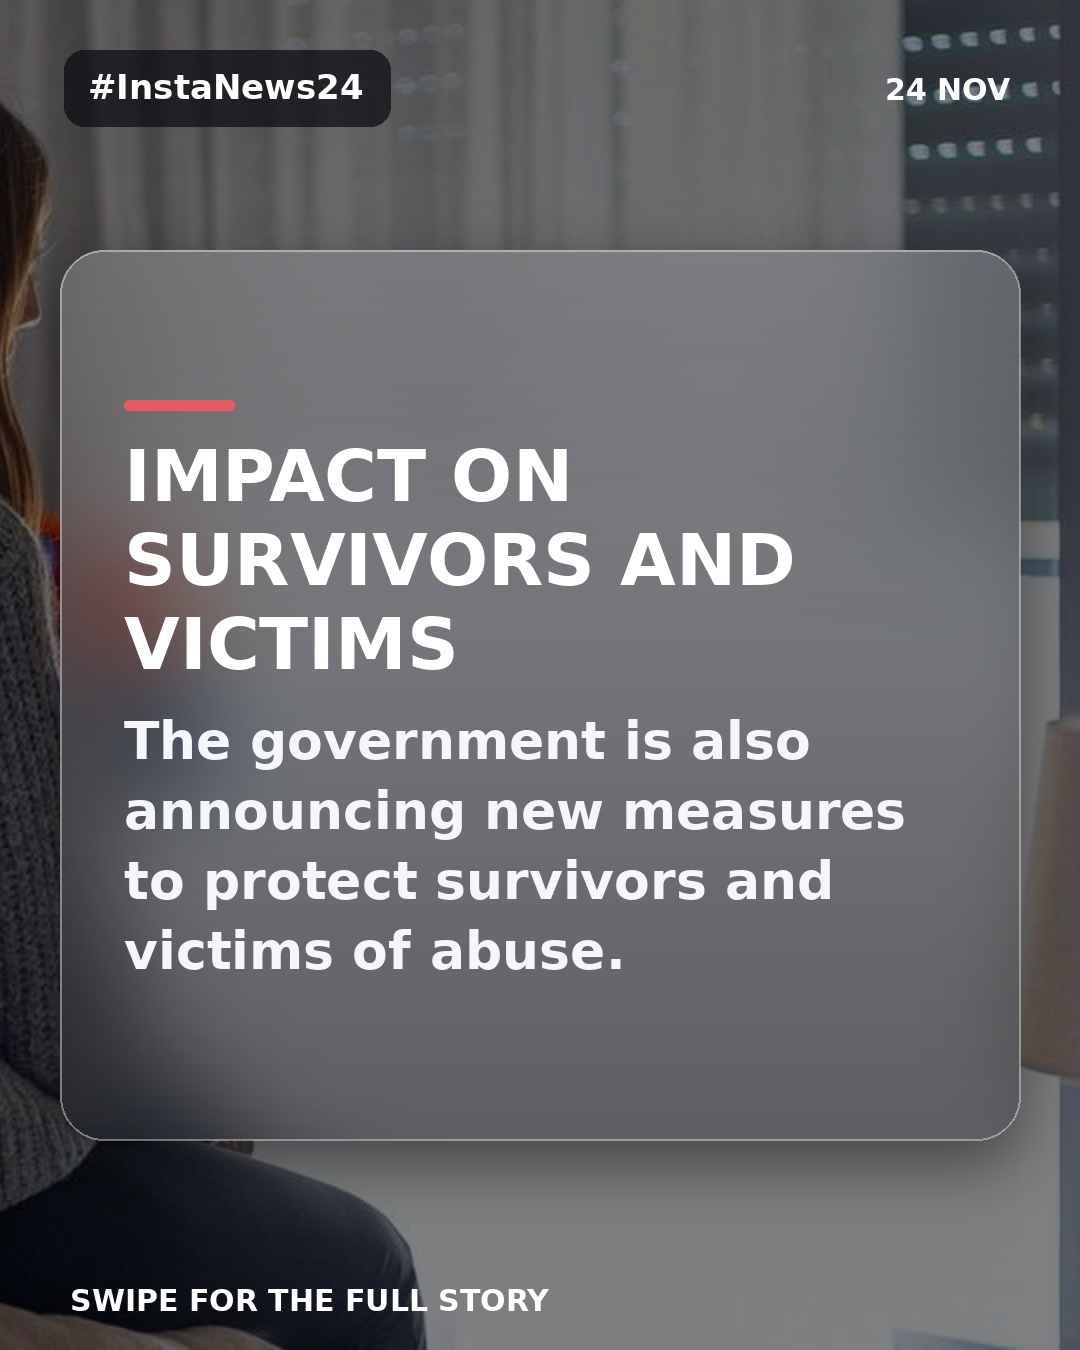 #InstaNews24
24 NOV
IMPACT ON
SURVIVORS AND
VICTIMS
The government is also
announcing new measures
to protect survivors and
victims of abuse.
SWIPE FOR THE FULL STORY